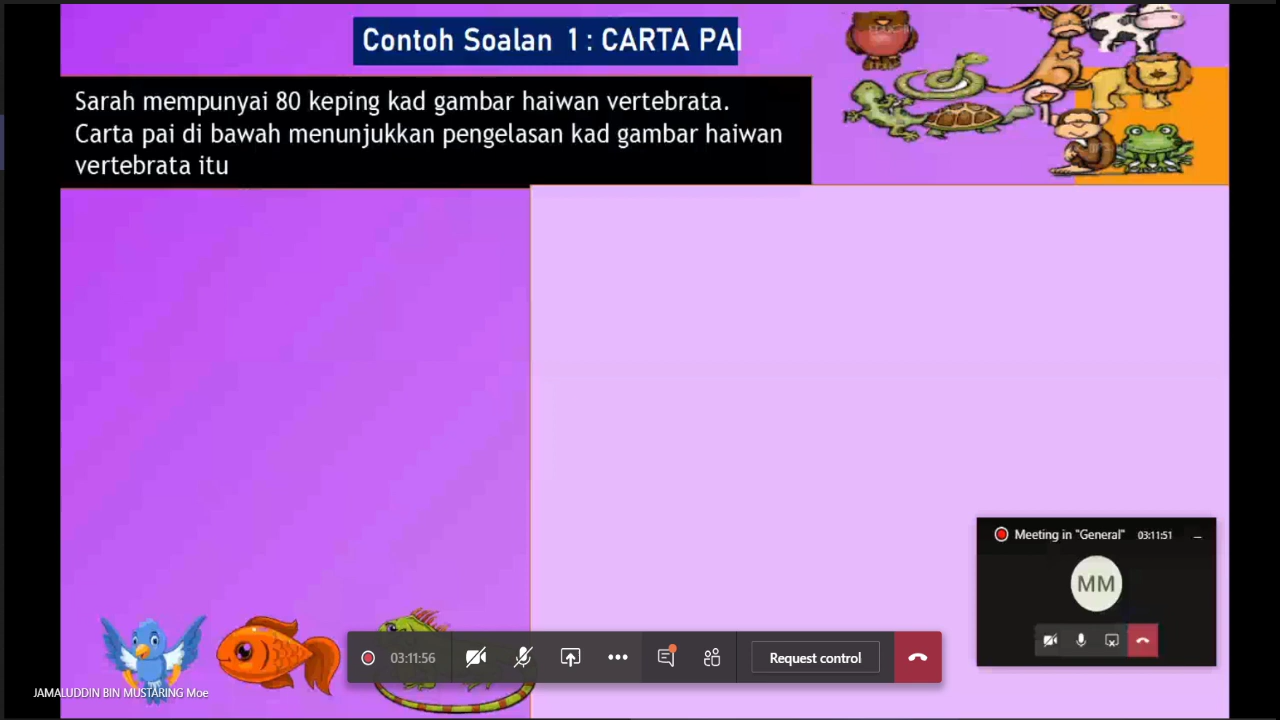 Contoh Soalan 1 : CARTA PAI
Sarah mempunyai 80 keping kad gambar haiwan vertebrata.
Carta pai di bawah menunjukkan pengelasan kad gambar haiwan
vertebrata itu
Meeting in "General" 03:11:51
MM
03:11:56
Request control
JAMALUDDIN BIN MUSTARING Moe